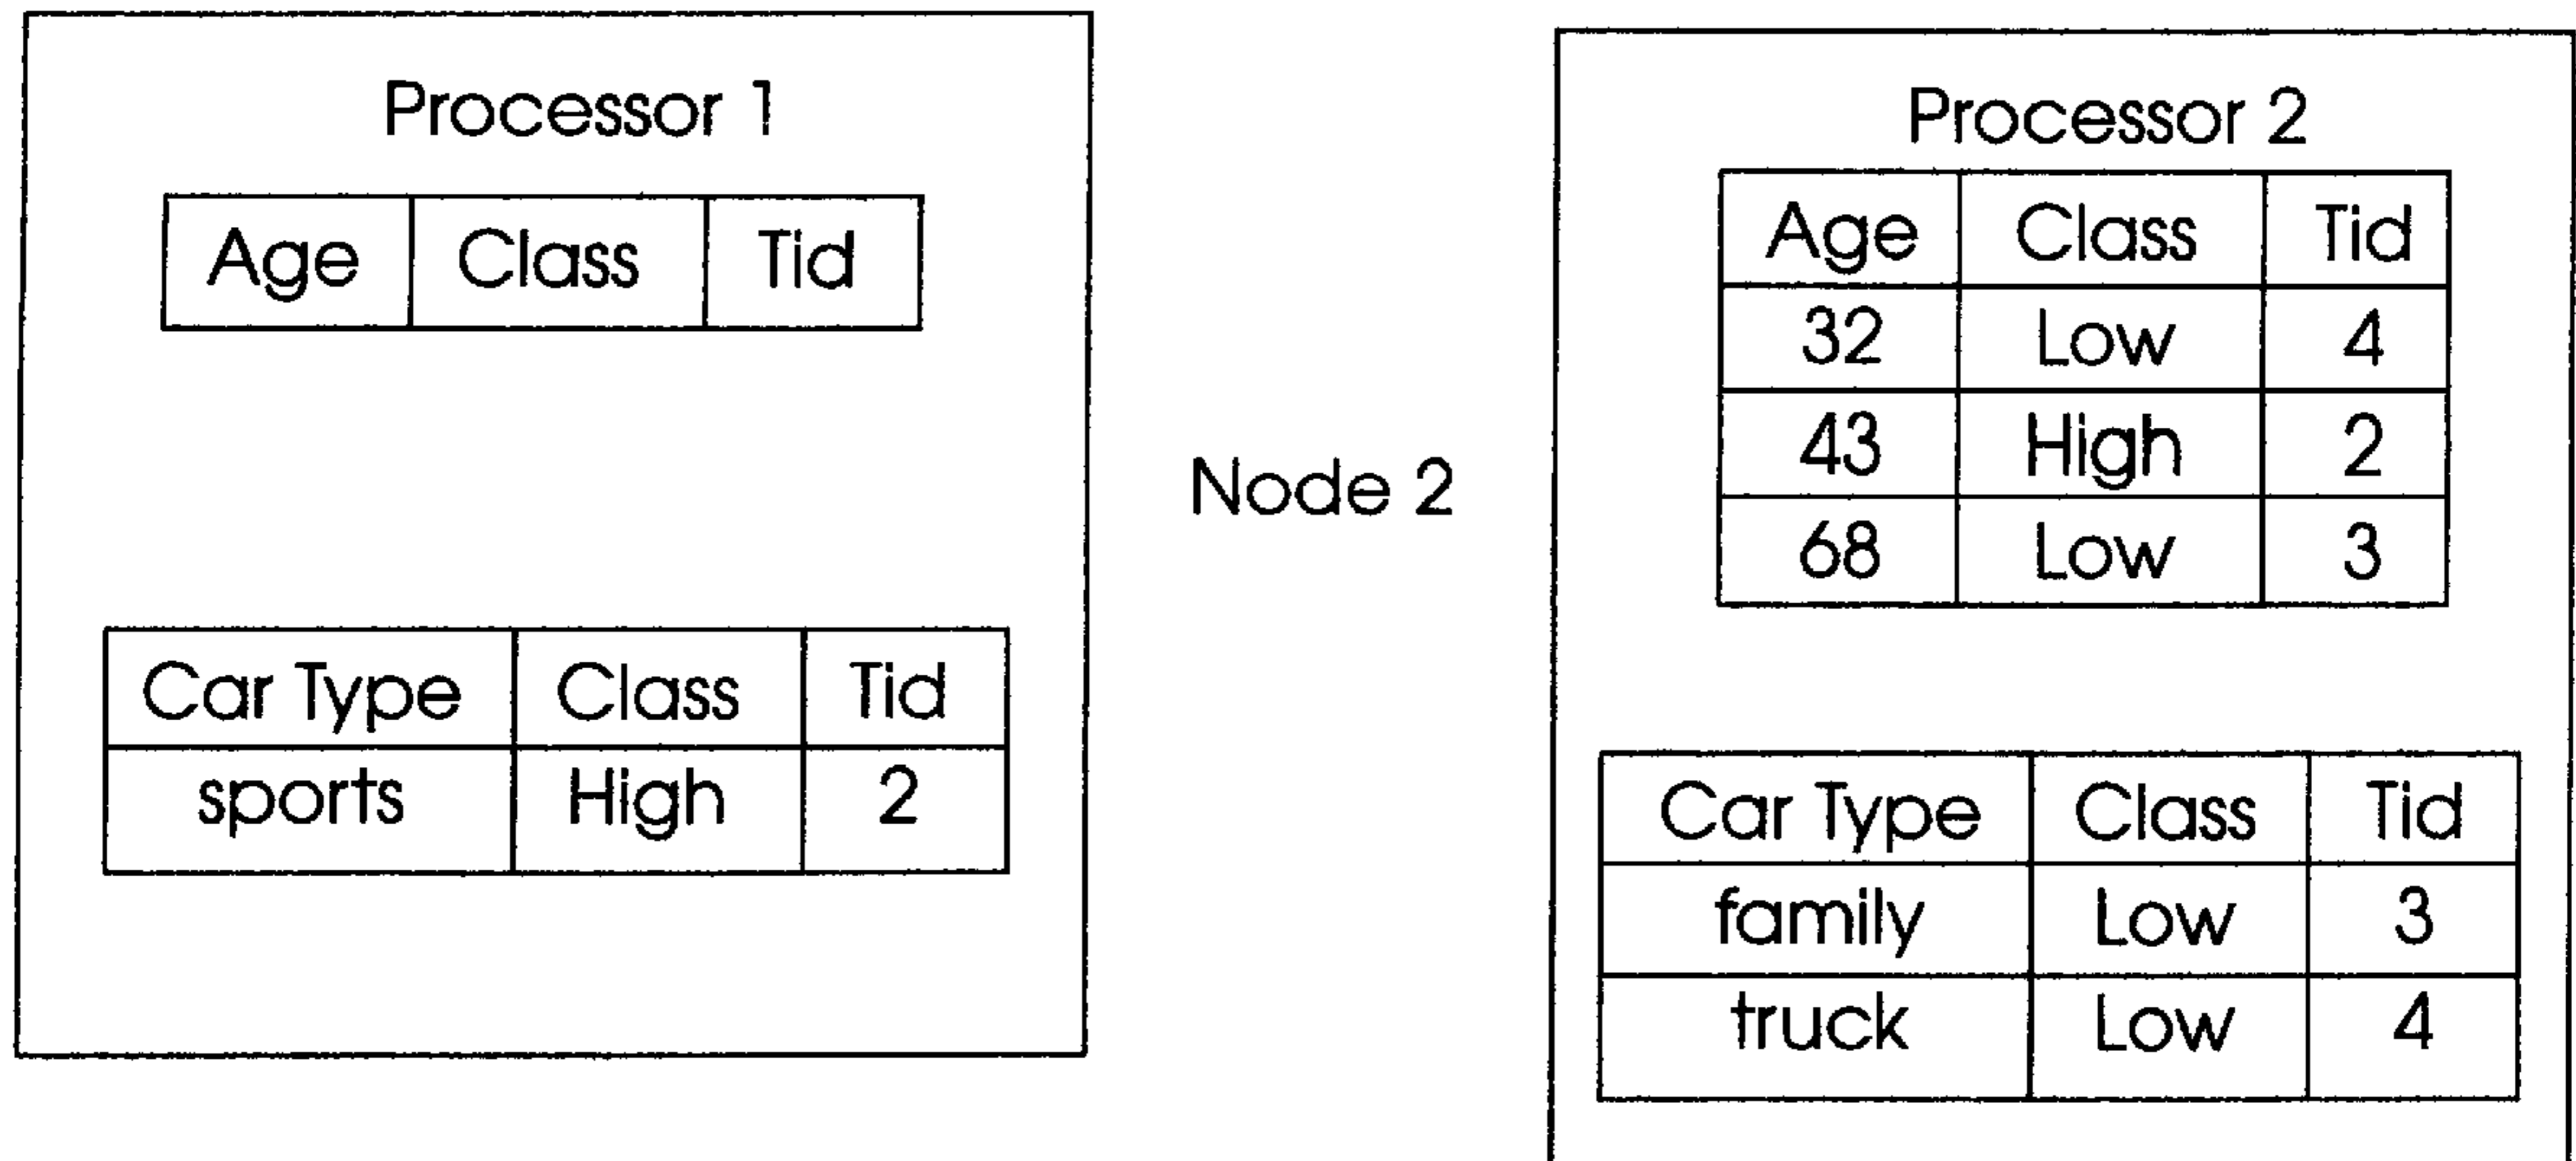 Processor 1
Age Class Tid
Car Type Class Tid
sports High 2
Node 2
Processor 2
Age Class Tid
32 Low 4
43 High 2
68 Low 3
Car Type Class Tid
family Low 3
truck Low 4